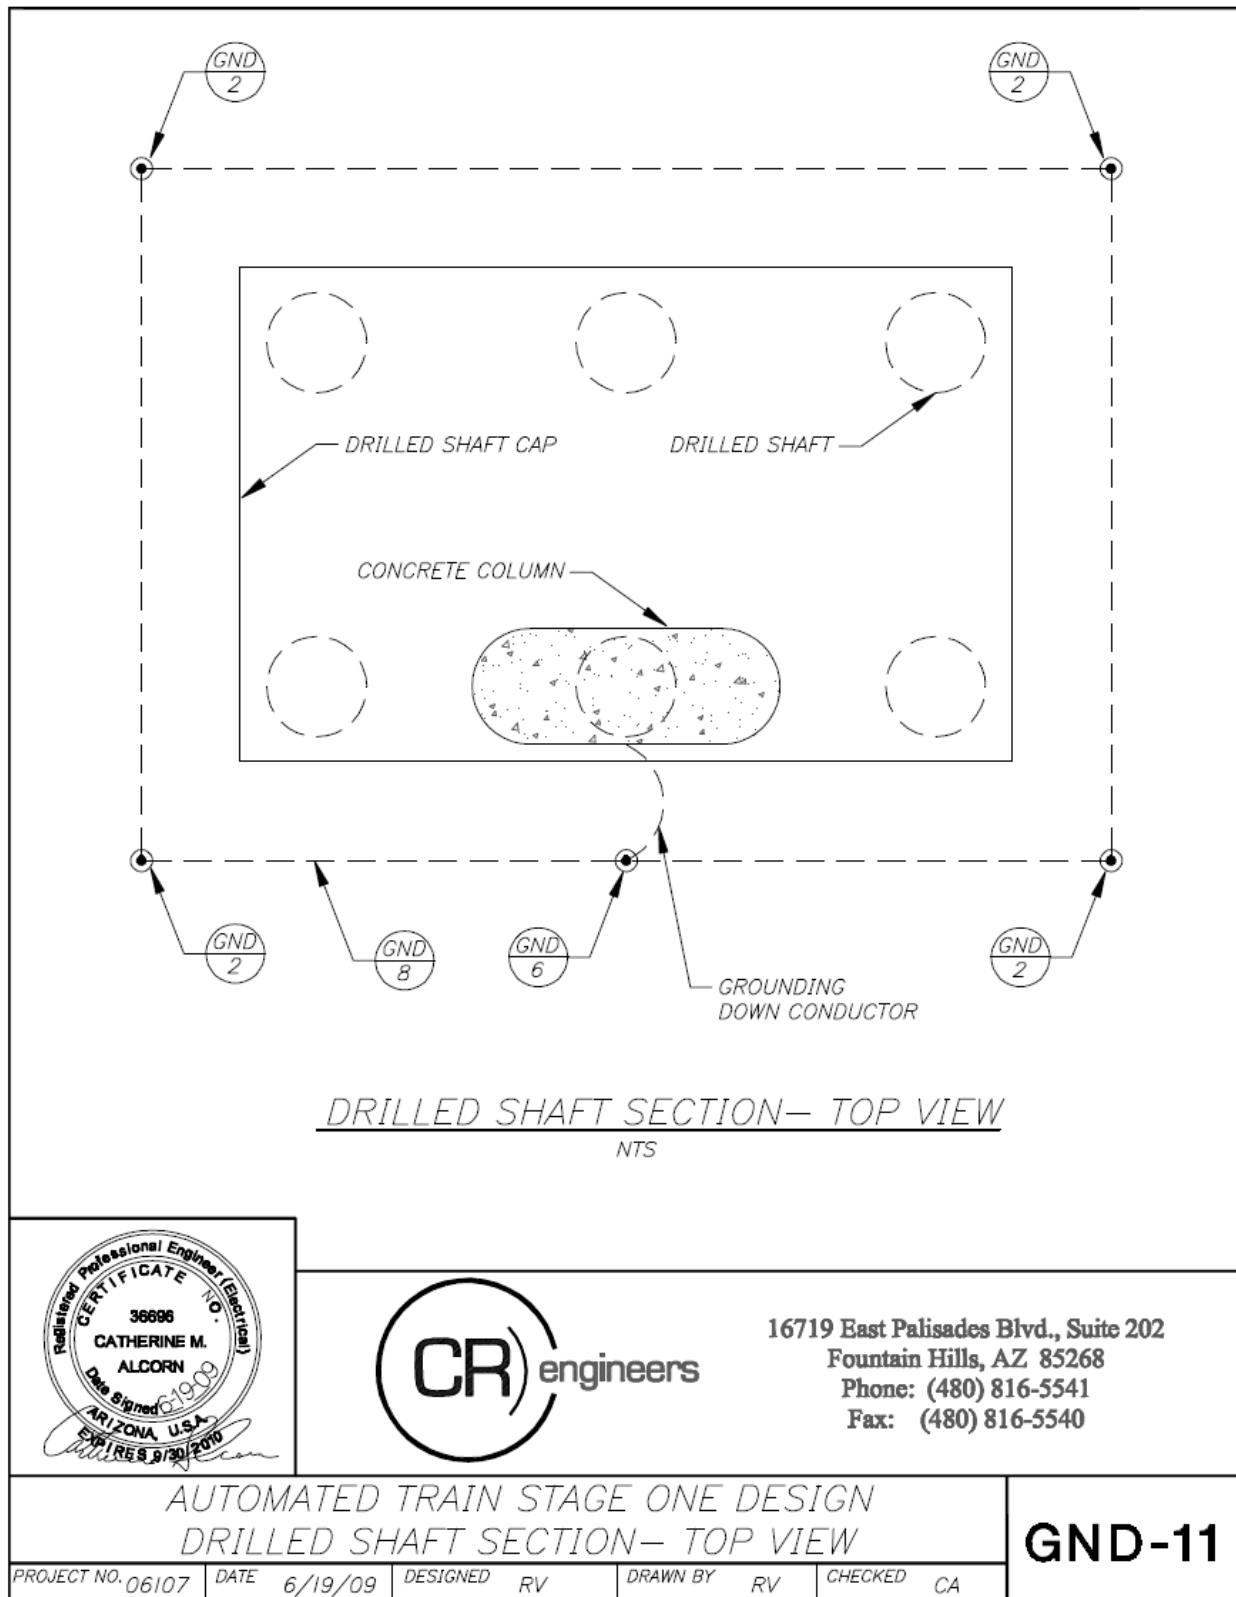 GND
2
GND
2
DRILLED SHAFT CAP
DRILLED SHAFT
CONCRETE COLUMN
GND
2
GND
8
GND
6
GND
2
GROUNDING
DOWN CONDUCTOR
DRILLED SHAFT SECTION— TOP VIEW
NTS
Registered Professional Engineer (Electrical)
CERTIFICATE NO.
36696
CATHERINE M.
ALCORN
Date Signed 6-19-09
ARIZONA, U.S.A.
EXPIRES 9/30/2010
CR engineers
16719 East Palisades Blvd., Suite 202
Fountain Hills, AZ 85268
Phone: (480) 816-5541
Fax: (480) 816-5540
AUTOMATED TRAIN STAGE ONE DESIGN
DRILLED SHAFT SECTION— TOP VIEW
GND-11
PROJECT NO. 06107 DATE 6/19/09 DESIGNED RV DRAWN BY RV CHECKED CA